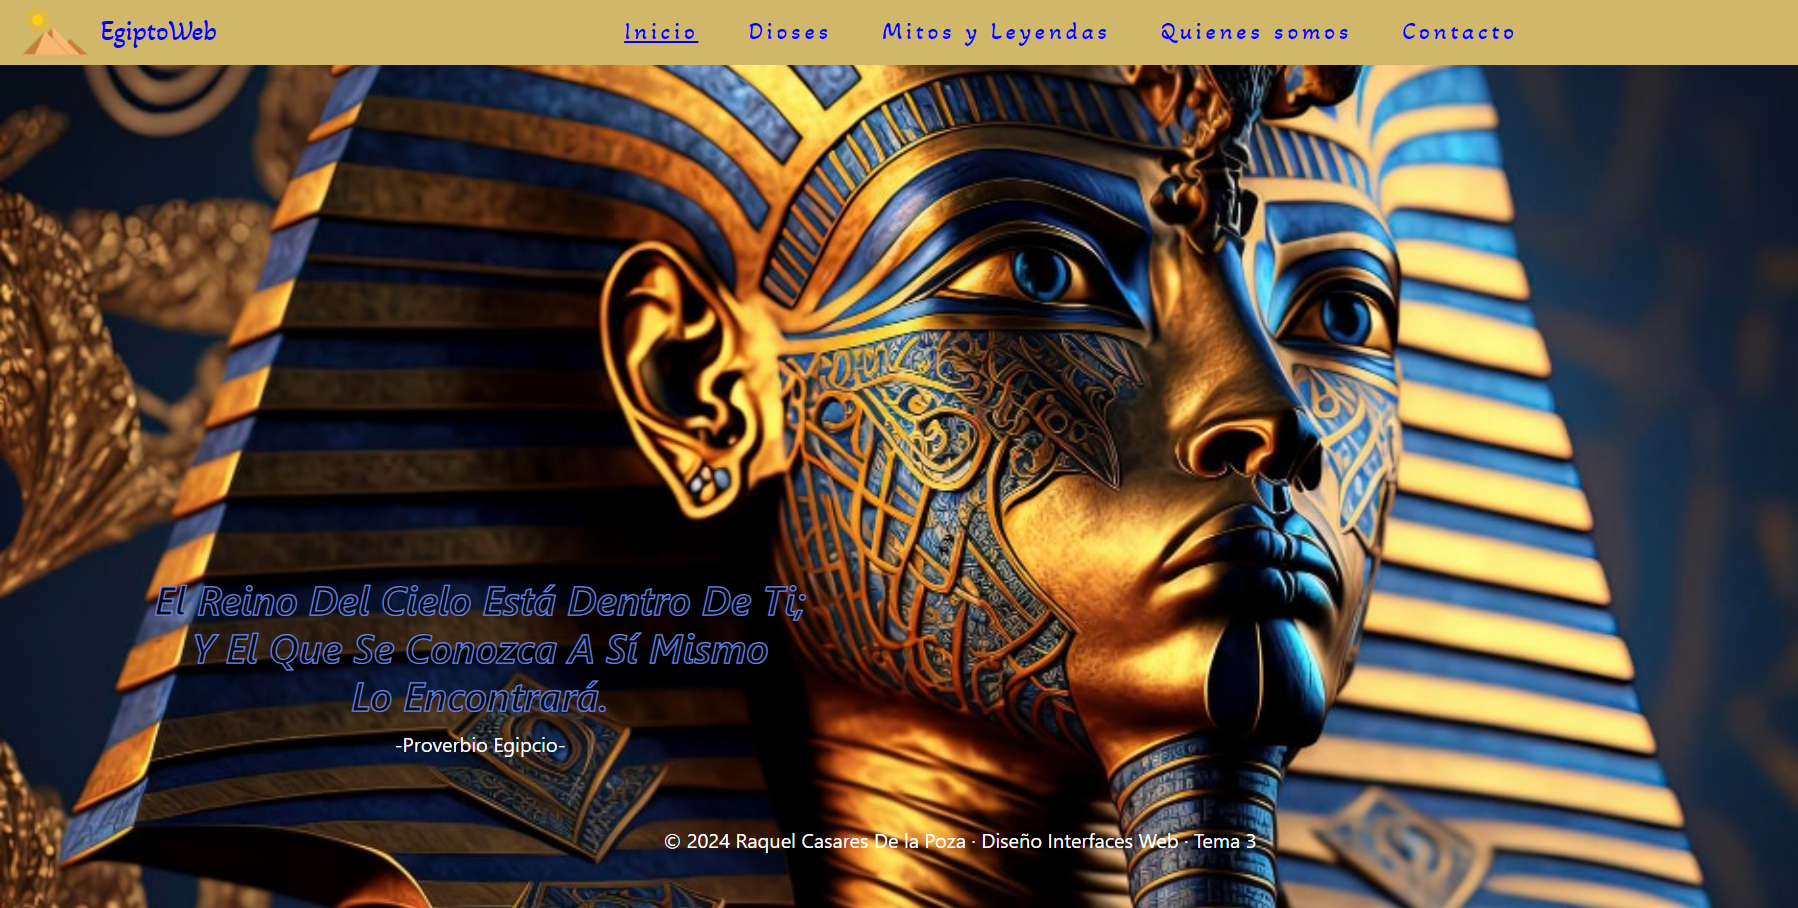 EgiptoWeb
Inicio Dioses Mitos y Leyendas Quienes somos Contacto
El Reino Del Cielo Está Dentro De Ti;
Y El Que Se Conozca A Sí Mismo
Lo Encontrará.
-Proverbio Egipcio-
© 2024 Raquel Casares De la Poza · Diseño Interfaces Web · Tema 3